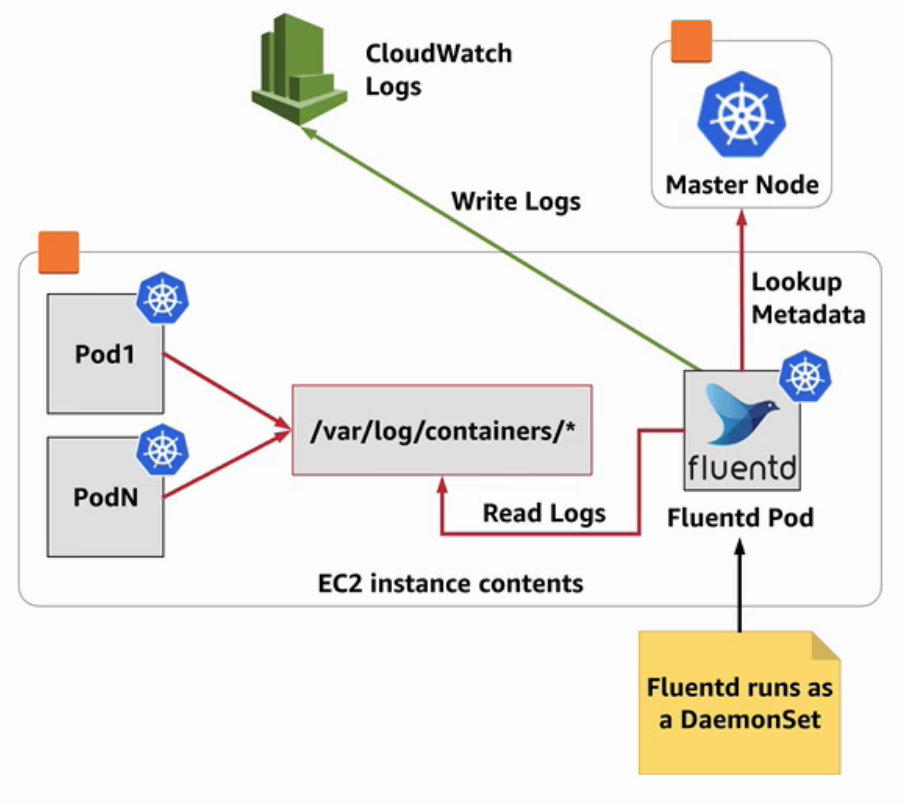 CloudWatch
Logs
Master Node
Write Logs
Lookup
Metadata
Pod1
/var/log/containers/*
fluentd
PodN
Read Logs
Fluentd Pod
EC2 instance contents
Fluentd runs as
a DaemonSet